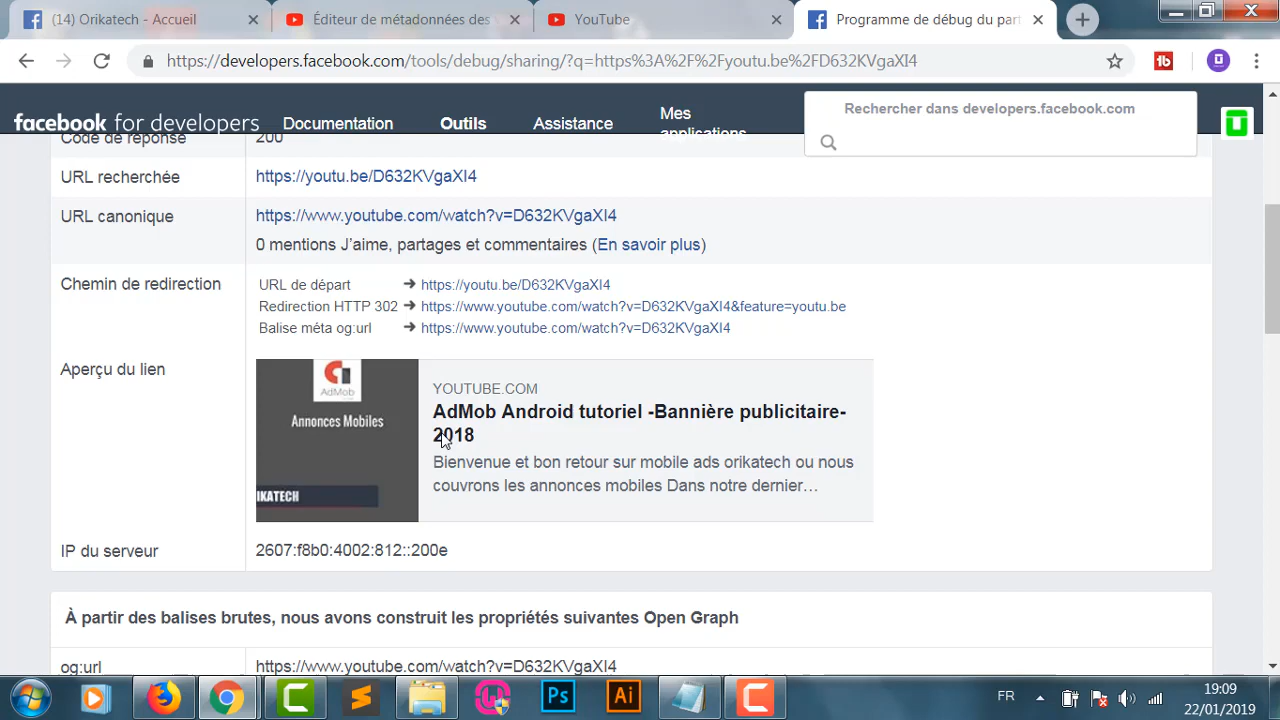 (14) Orikatech - Accueil
Éditeur de métadonnées des
YouTube
Programme de débug du part
https://developers.facebook.com/tools/debug/sharing/?q=https%3A%2F%2Fyoutu.be%2FD632KVgaXI4
facebook for developers
Documentation
Outils
Assistance
Mes applications
Rechercher dans developers.facebook.com
Code de réponse 200
URL recherchée https://youtu.be/D632KVgaXI4
URL canonique https://www.youtube.com/watch?v=D632KVgaXI4
0 mentions J'aime, partages et commentaires (En savoir plus)
Chemin de redirection
URL de départ ➔ https://youtu.be/D632KVgaXI4
Redirection HTTP 302 ➔ https://www.youtube.com/watch?v=D632KVgaXI4&feature=youtu.be
Balise méta og:url ➔ https://www.youtube.com/watch?v=D632KVgaXI4
Aperçu du lien
AdMob
Annonces Mobiles
IKATECH
YOUTUBE.COM
AdMob Android tutoriel -Bannière publicitaire-
2018
Bienvenue et bon retour sur mobile ads orikatech ou nous
couvrons les annonces mobiles Dans notre dernier…
IP du serveur 2607:f8b0:4002:812::200e
À partir des balises brutes, nous avons construit les propriétés suivantes Open Graph
og:url https://www.youtube.com/watch?v=D632KVgaXI4
Ps
Ai
FR
19:09
22/01/2019